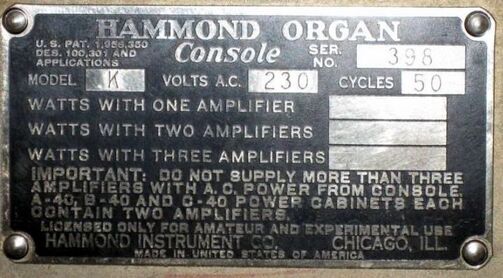 HAMMOND ORGAN
U.S. PAT. 1,956,350
DES. 100,301 AND
APPLICATIONS
Console
SER. NO. 398
MODEL K VOLTS A.C. 230 CYCLES 50
WATTS WITH ONE AMPLIFIER
WATTS WITH TWO AMPLIFIERS
WATTS WITH THREE AMPLIFIERS
IMPORTANT: DO NOT SUPPLY MORE THAN THREE
AMPLIFIERS WITH A.C. POWER FROM CONSOLE.
A-40, B-40 AND C-40 POWER CABINETS EACH
CONTAIN TWO AMPLIFIERS.
LICENSED ONLY FOR AMATEUR AND EXPERIMENTAL USE
HAMMOND INSTRUMENT CO. CHICAGO, ILL.
MADE IN UNITED STATES OF AMERICA